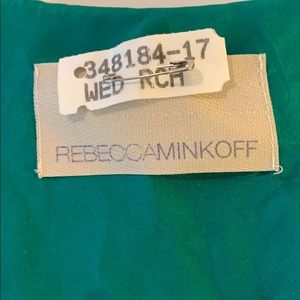 348184-17
WED RCH
REBECCAMINKOFF